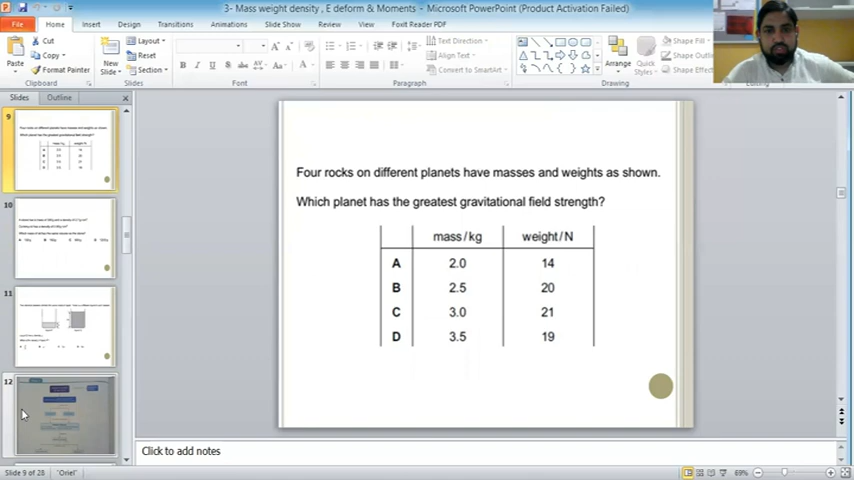 3- Mass weight density , E deform & Moments - Microsoft PowerPoint (Product Activation Failed)
File Home Insert Design Transitions Animations Slide Show Review View Foxit Reader PDF
Paste
Cut
Copy
Format Painter
Clipboard
New Slide
Layout
Reset
Section
Slides
Font
Paragraph
Text Direction
Align Text
Convert to SmartArt
Arrange
Quick Styles
Shape Fill
Shape Outli
Shape Effects
Drawing
Slides Outline
9
10
11
12
Four rocks on different planets have masses and weights as shown.
Which planet has the greatest gravitational field strength?
mass/kg weight/N
A 2.0 14
B 2.5 20
C 3.0 21
D 3.5 19
Click to add notes
Slide 9 of 28 "Oriel" 69%